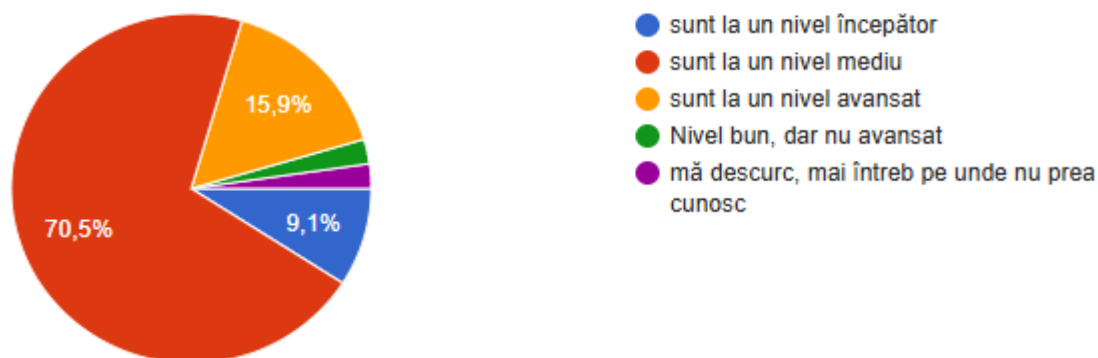 15,9%
70,5%
9,1%
sunt la un nivel începător
sunt la un nivel mediu
sunt la un nivel avansat
Nivel bun, dar nu avansat
mă descurc, mai întreb pe unde nu prea
cunosc